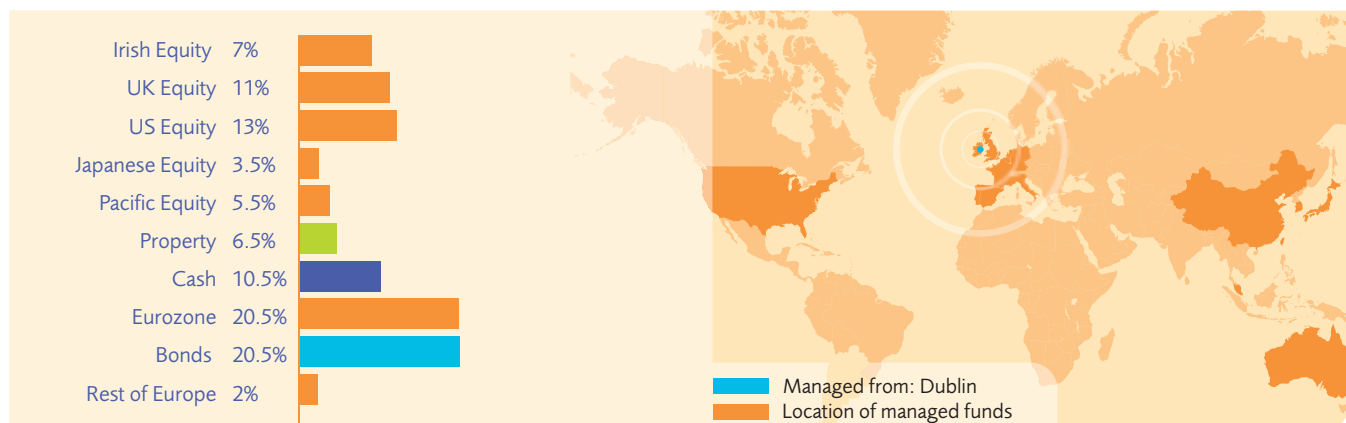 Irish Equity 7%
UK Equity 11%
US Equity 13%
Japanese Equity 3.5%
Pacific Equity 5.5%
Property 6.5%
Cash 10.5%
Eurozone 20.5%
Bonds 20.5%
Rest of Europe 2%
Managed from: Dublin
Location of managed funds